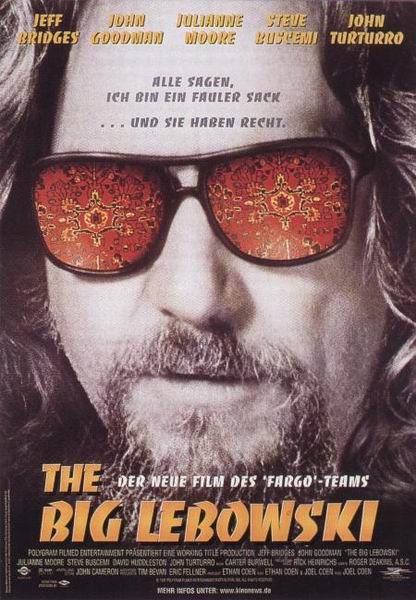 JEFF BRIDGES JOHN GOODMAN JULIANNE MOORE STEVE BUSCEMI JOHN TURTURRO
ALLE SAGEN,
ICH BIN EIN FAULER SACK
. . . UND SIE HABEN RECHT.
THE
DER NEUE FILM DES 'FARGO'-TEAMS
BIG LEBOWSKI
POLYGRAM FILMED ENTERTAINMENT PRÄSENTIERT EINE WORKING TITLE PRODUCTION JEFF BRIDGES JOHN GOODMAN "THE BIG LEBOWSKI"
JULIANNE MOORE STEVE BUSCEMI DAVID HUDDLESTON JOHN TURTURRO CARTER BURWELL RICK HEINRICHS ROGER DEAKINS, A.S.C.
JOHN CAMERON TIM BEVAN ERIC FELLNER ETHAN COEN & JOEL COEN JOEL COEN
MEHR INFOS UNTER: www.kinonews.de